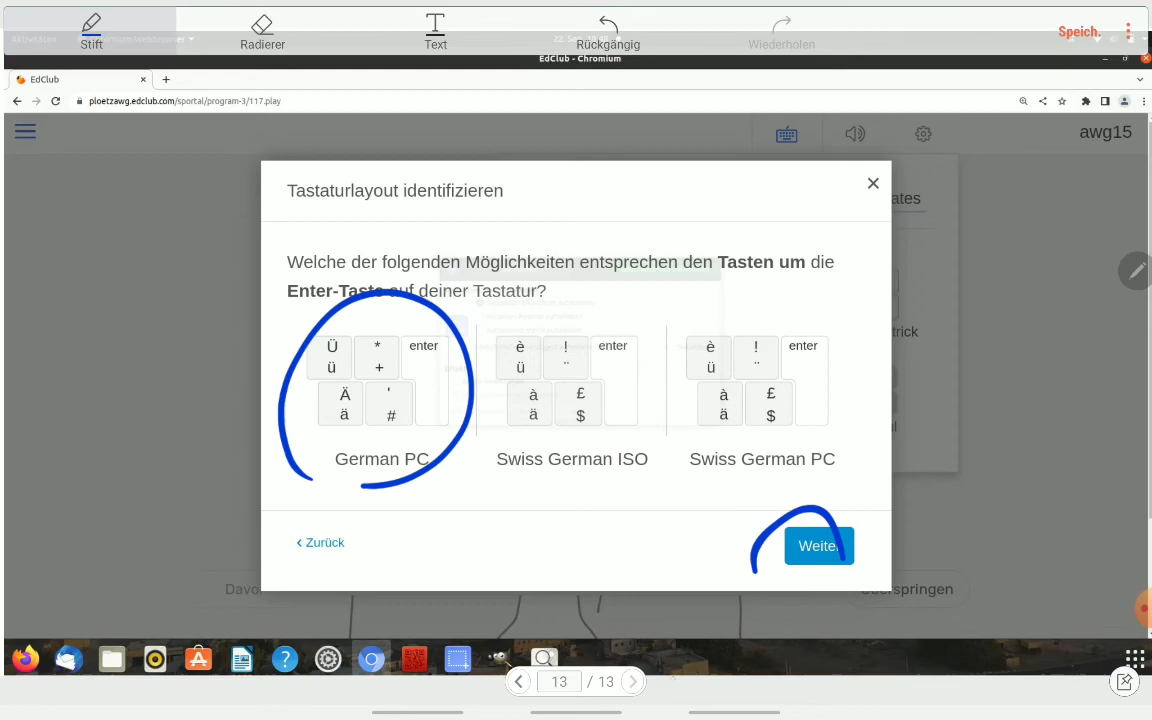 Stift
Radierer
Text
Rückgängig
Wiederholen
Speich.
EdClub - Chromium
EdClub
ploetzawg.edclub.com/sportal/program-3/117.play
awg15
Tastaturlayout identifizieren
Welche der folgenden Möglichkeiten entsprechen den Tasten um die
Enter-Taste auf deiner Tastatur?
Ü * enter
ü +
Ä '
ä #
German PC
è ! enter
ü ¨
à £
ä $
Swiss German ISO
è ! enter
ü ¨
à £
ä $
Swiss German PC
Zurück
Weiter
13 / 13